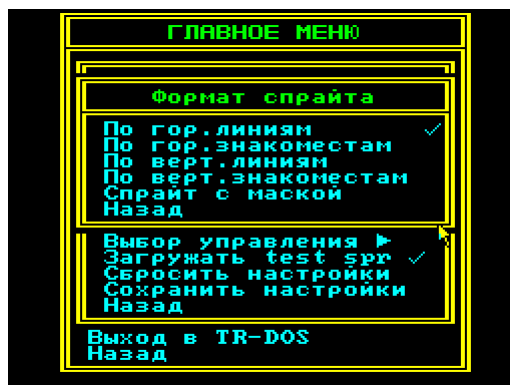 ГЛАВНОЕ МЕНЮ
Формат спрайта
По гор.линиям ✓
По гор.знакоместам
По верт.линиям
По верт.знакоместам
Спрайт с маской
Назад
Выбор управления ▶
Загружать test spr ✓
Сбросить настройки
Сохранить настройки
Назад
Выход в TR-DOS
Назад